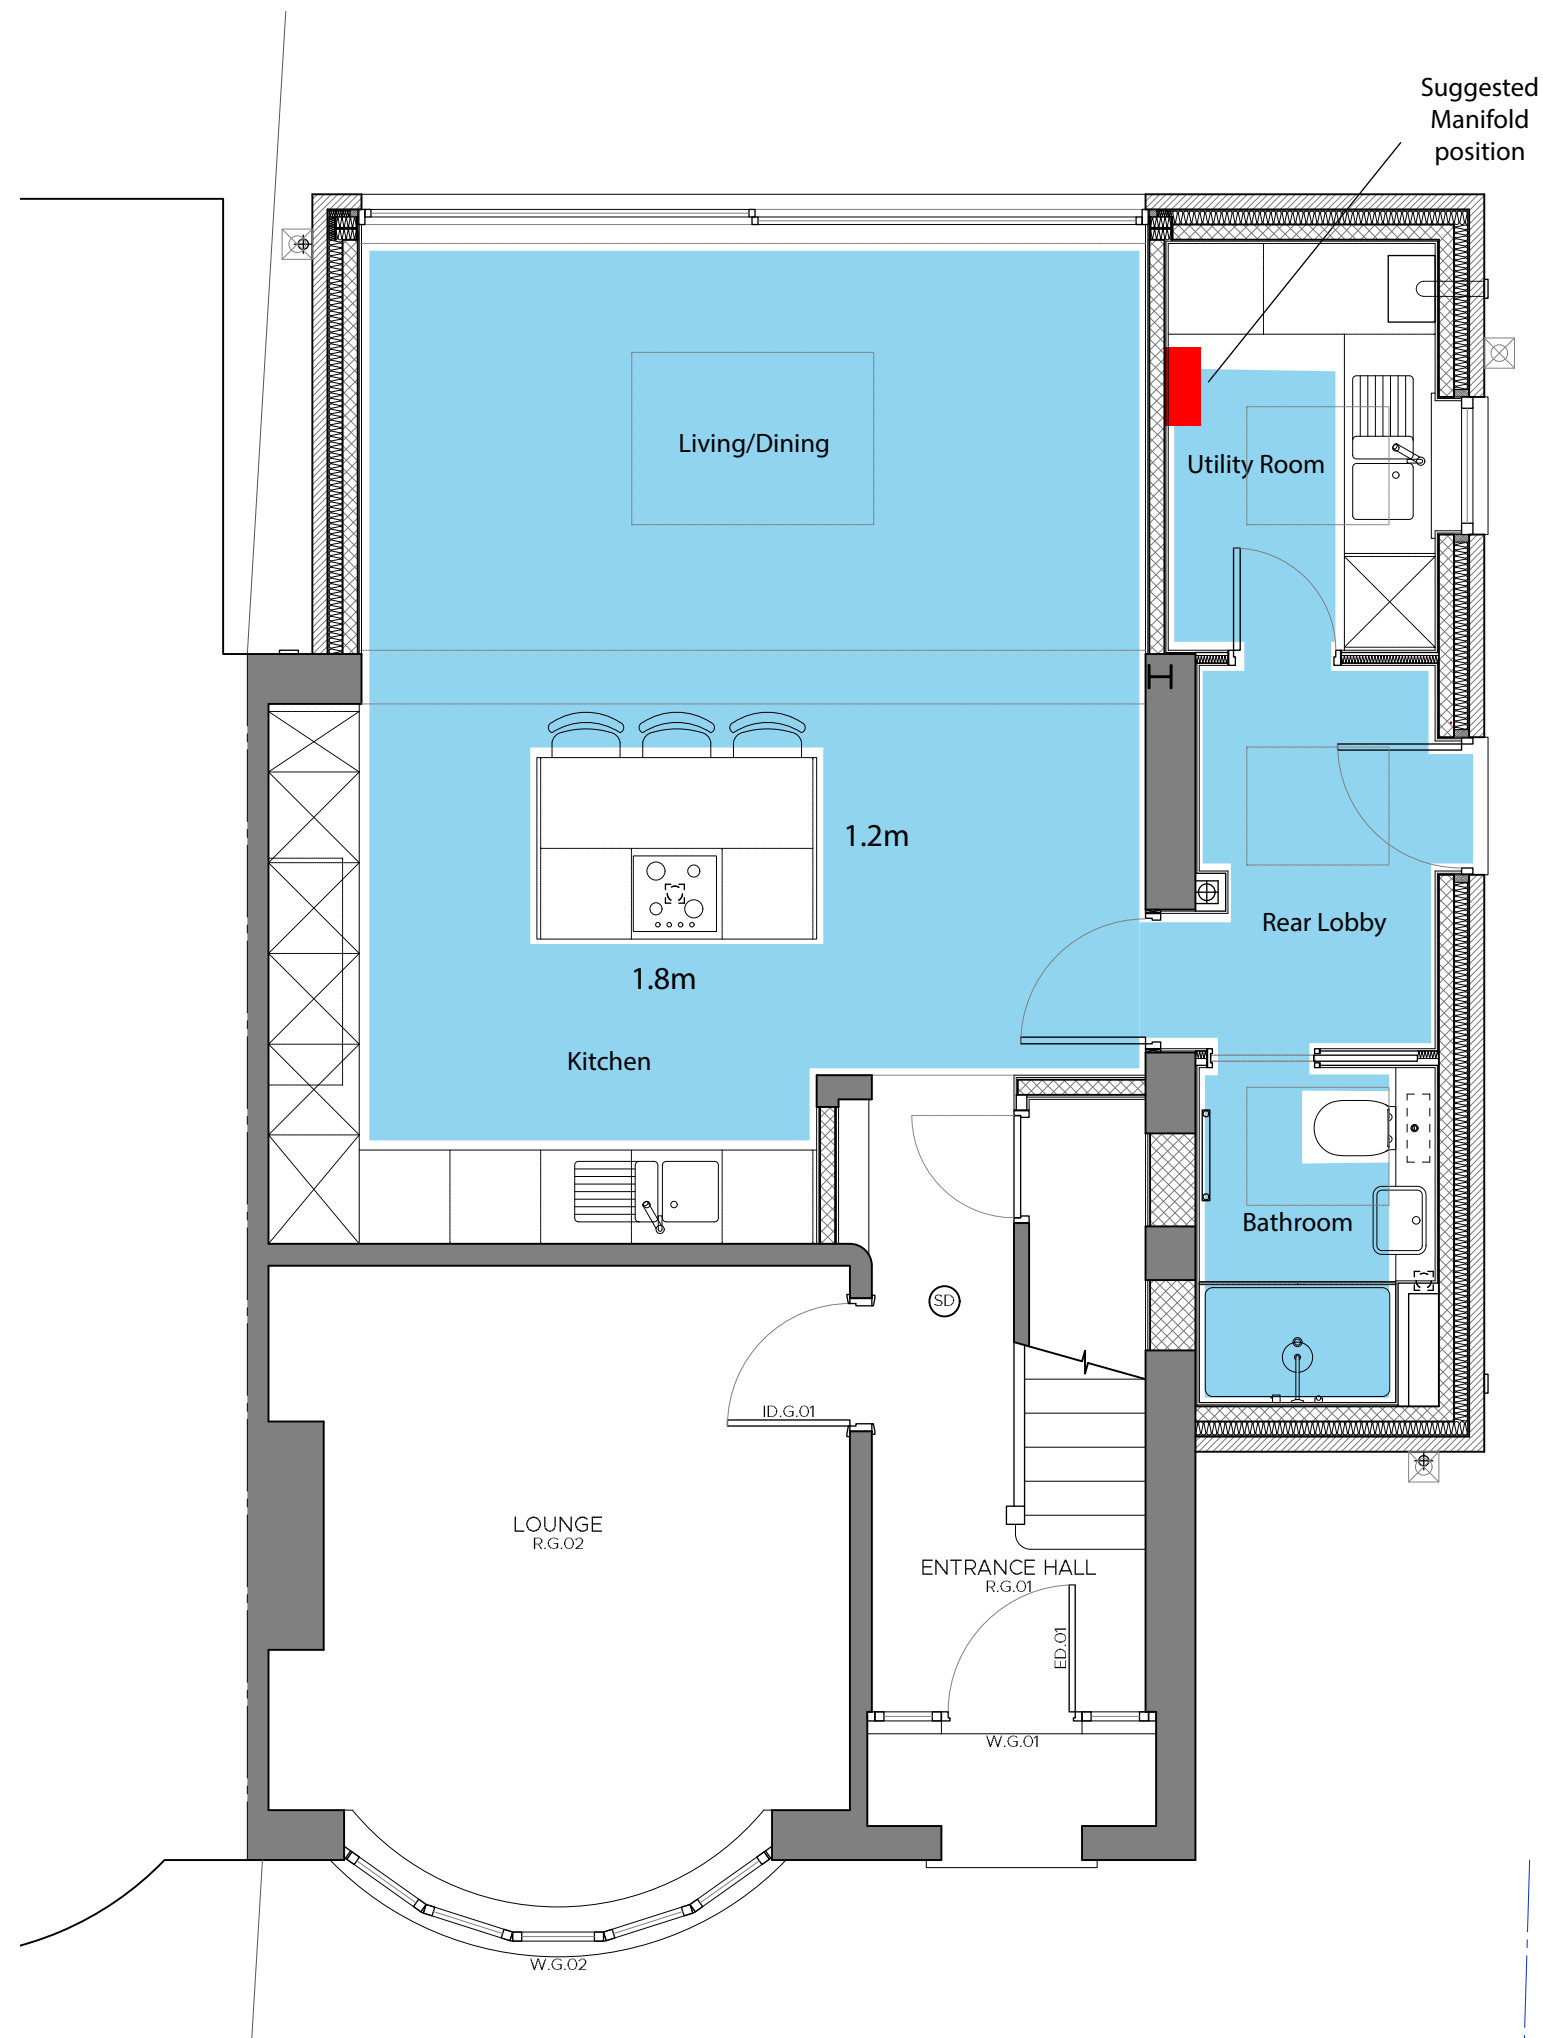 Suggested
Manifold
position
Living/Dining
Utility Room
1.2m
Rear Lobby
1.8m
Kitchen
Bathroom
SD
ID.G.01
LOUNGE
R.G.02
ENTRANCE HALL
R.G.01
ED.01
W.G.01
W.G.02